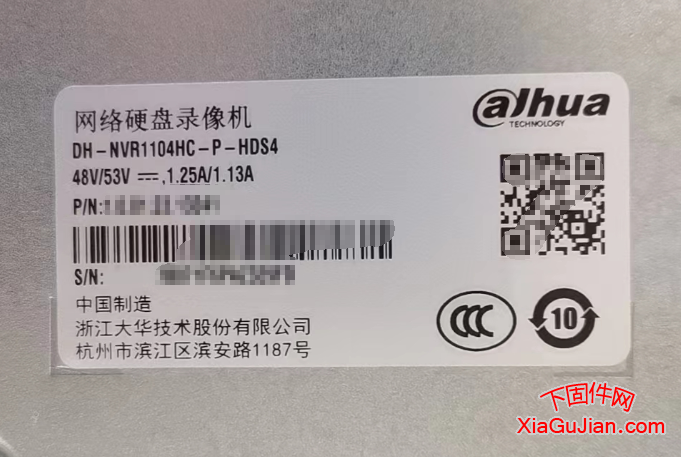 网络硬盘录像机
alhua
TECHNOLOGY
DH-NVR1104HC-P-HDS4
48V/53V ⎓,1.25A/1.13A
P/N:
S/N:
中国制造
浙江大华技术股份有限公司
杭州市滨江区滨安路1187号
CCC
10
下固件网
XiaGuJian.com